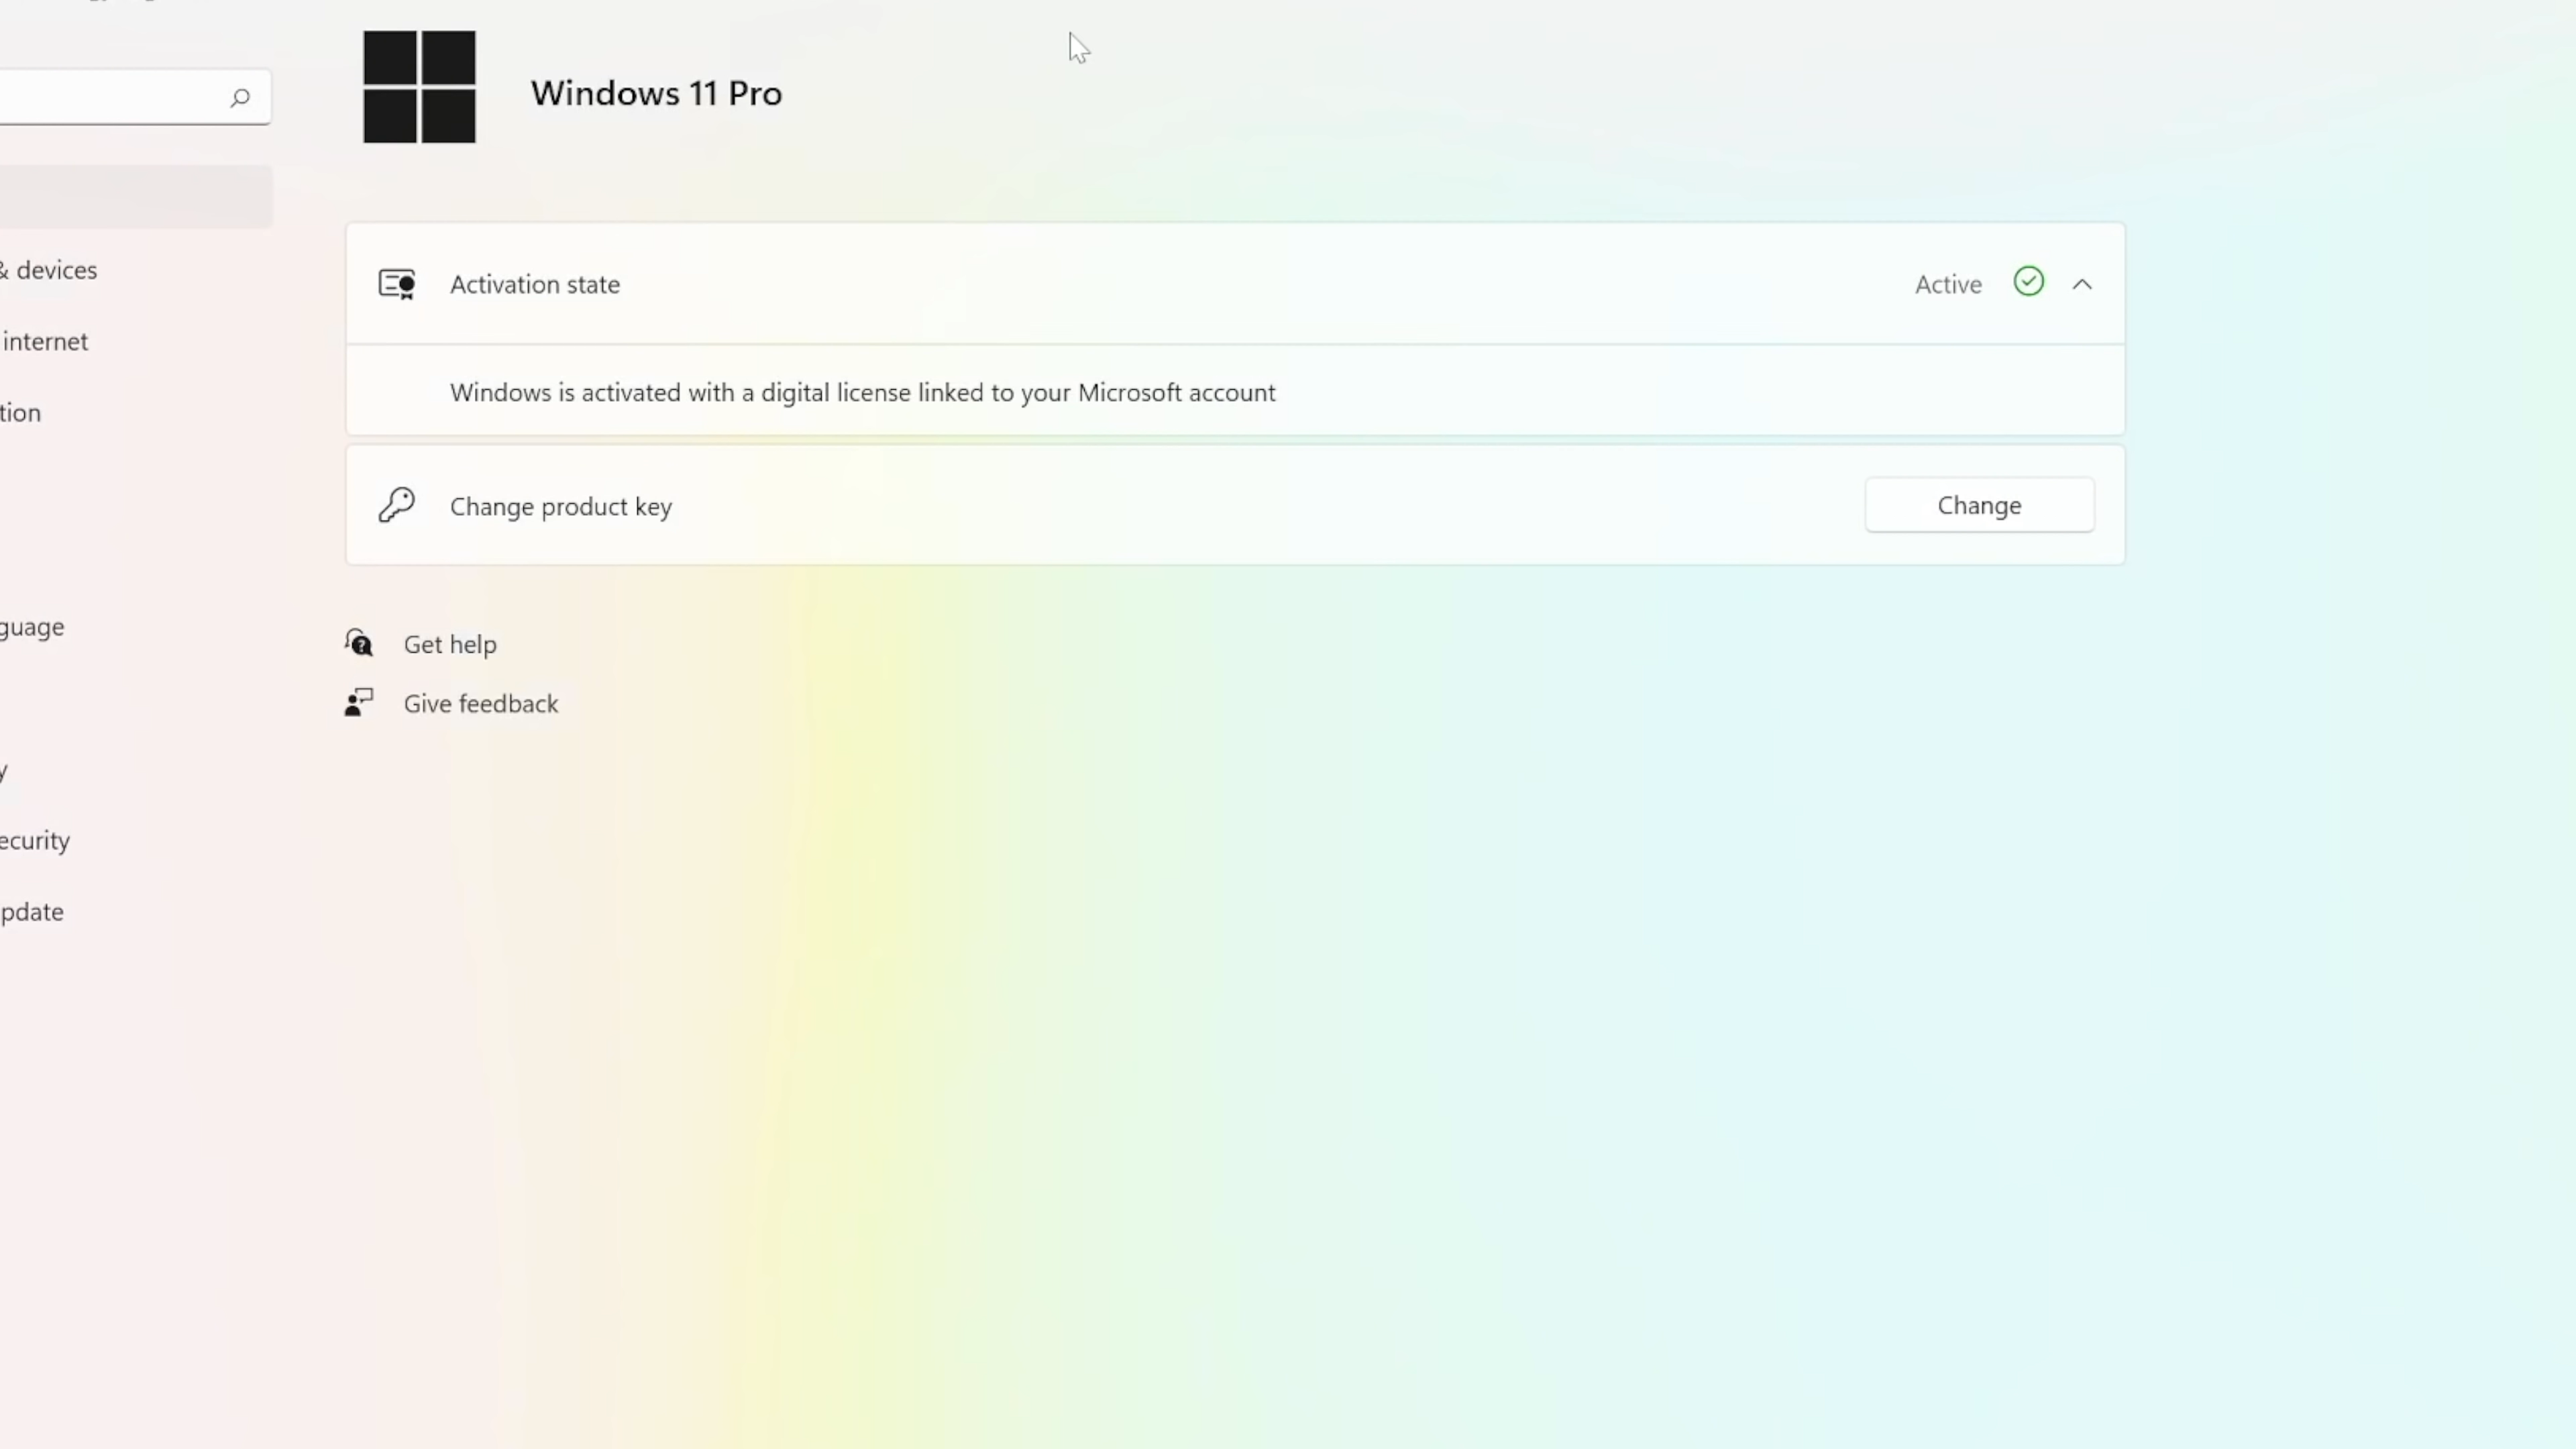 Windows 11 Pro
& devices
internet
tion
guage
y
ecurity
pdate
Activation state
Active
Windows is activated with a digital license linked to your Microsoft account
Change product key
Change
Get help
Give feedback